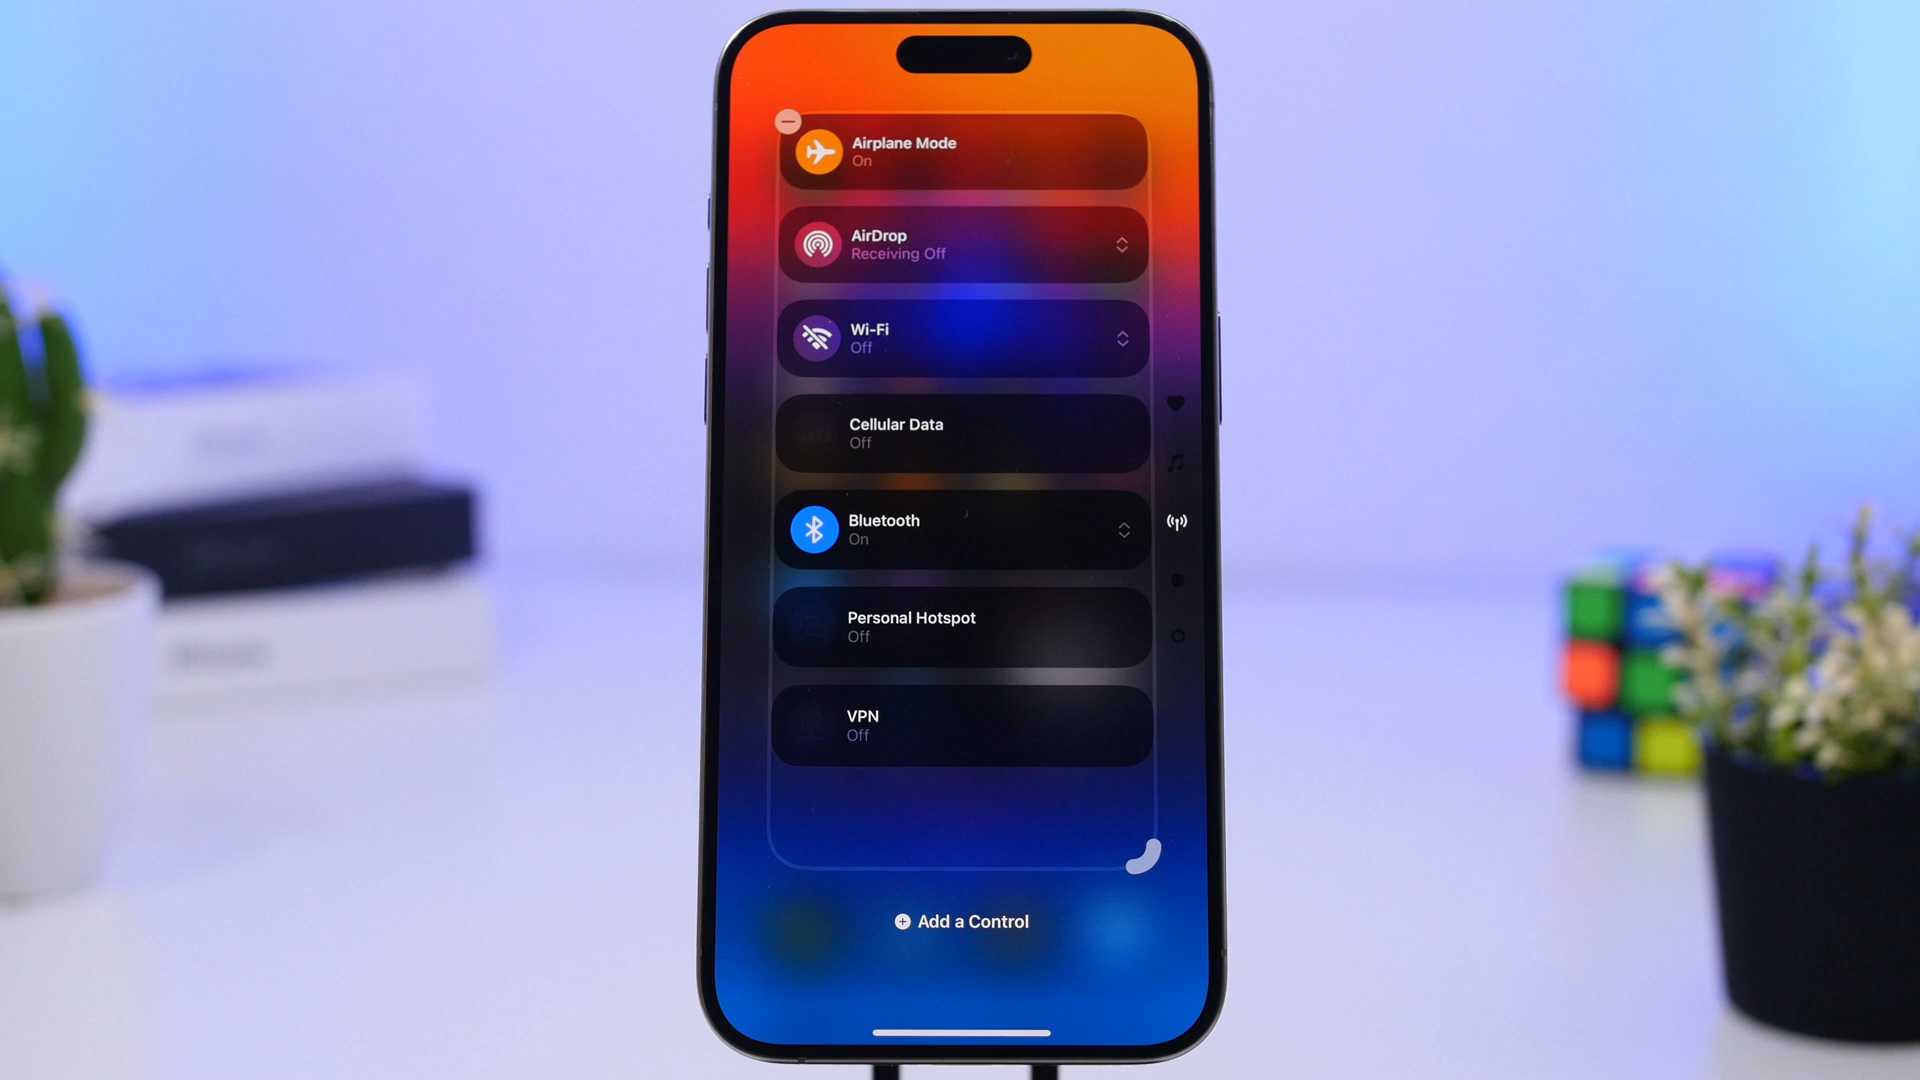 Airplane Mode
On
AirDrop
Receiving Off
Wi-Fi
Off
Cellular Data
Off
Bluetooth
On
Personal Hotspot
Off
VPN
Off
Add a Control